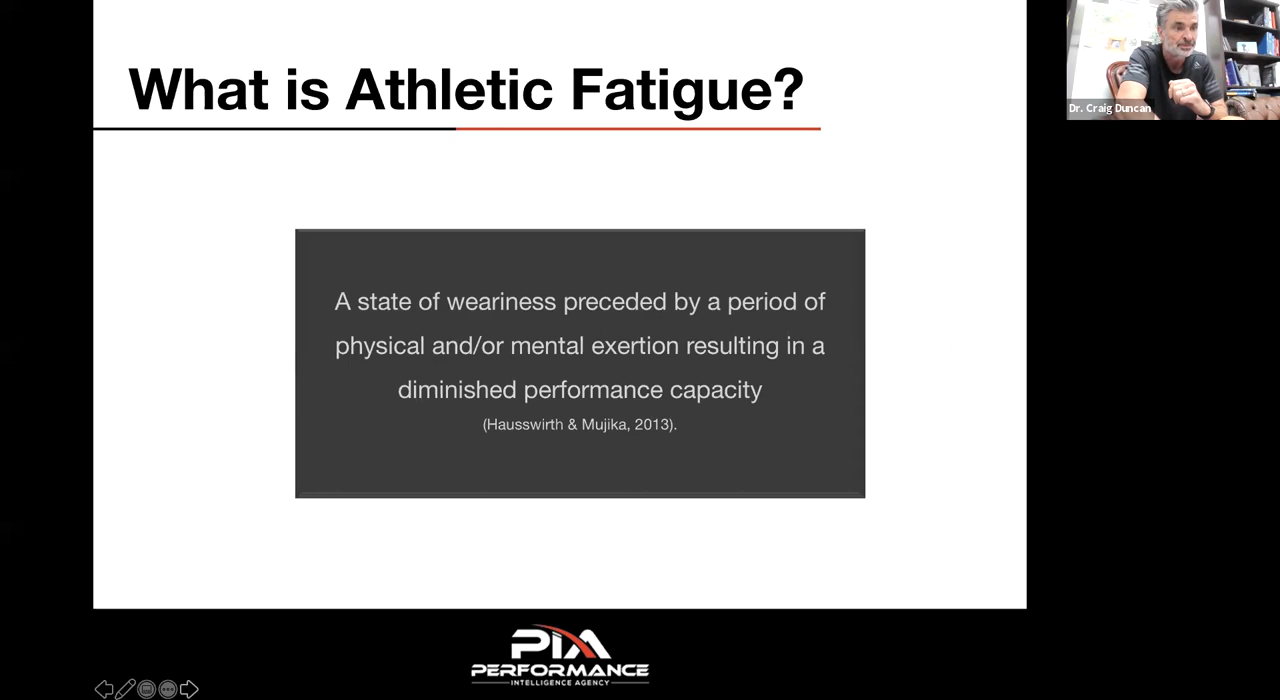 What is Athletic Fatigue?
Dr. Craig Duncan
A state of weariness preceded by a period of
physical and/or mental exertion resulting in a
diminished performance capacity
(Hausswirth & Mujika, 2013).
PIA
PERFORMANCE
INTELLIGENCE AGENCY